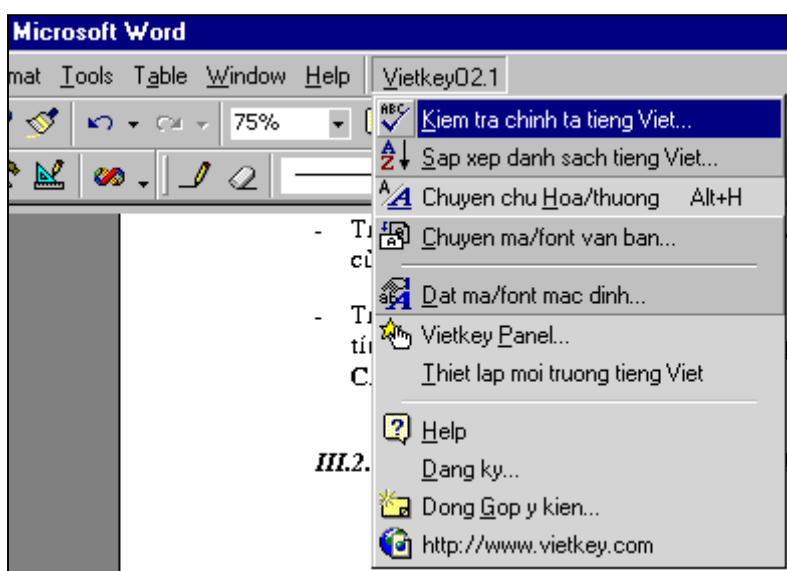 Microsoft Word
mat Tools Table Window Help Vietkey02.1
75%
Kiem tra chinh ta tieng Viet...
Sap xep danh sach tieng Viet...
Chuyen chu Hoa/thuong Alt+H
Chuyen ma/font van ban...
Dat ma/font mac dinh...
Vietkey Panel...
Thiet lap moi truong tieng Viet
III.2.
Help
Dang ky...
Dong Gop y kien...
http://www.vietkey.com